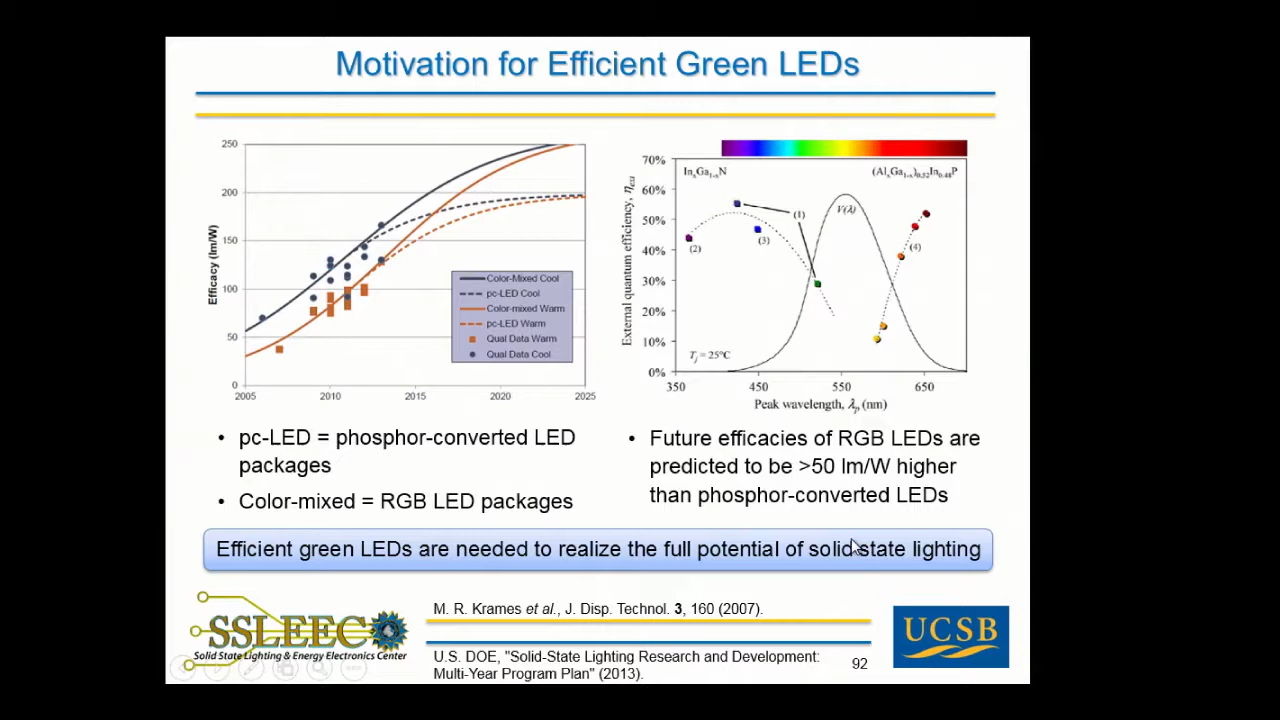 Motivation for Efficient Green LEDs
250
200
150
100
50
0
Efficacy (lm/W)
2005
2010
2015
2020
2025
Color-Mixed Cool
pc-LED Cool
Color-mixed Warm
pc-LED Warm
Qual Data Warm
Qual Data Cool
70%
60%
50%
40%
30%
20%
10%
0%
External quantum efficiency, ηex
InxGa1-xN
(AlxGa1-x)0.52In0.48P
(1)
V(λ)
(2)
(3)
(4)
Tj = 25°C
350
450
550
650
Peak wavelength, λp (nm)
• pc-LED = phosphor-converted LED
packages
• Color-mixed = RGB LED packages
• Future efficacies of RGB LEDs are
predicted to be >50 lm/W higher
than phosphor-converted LEDs
Efficient green LEDs are needed to realize the full potential of solid-state lighting
SSLEEC
Solid State Lighting & Energy Electronics Center
M. R. Krames et al., J. Disp. Technol. 3, 160 (2007).
U.S. DOE, "Solid-State Lighting Research and Development:
Multi-Year Program Plan" (2013).
92
UCSB